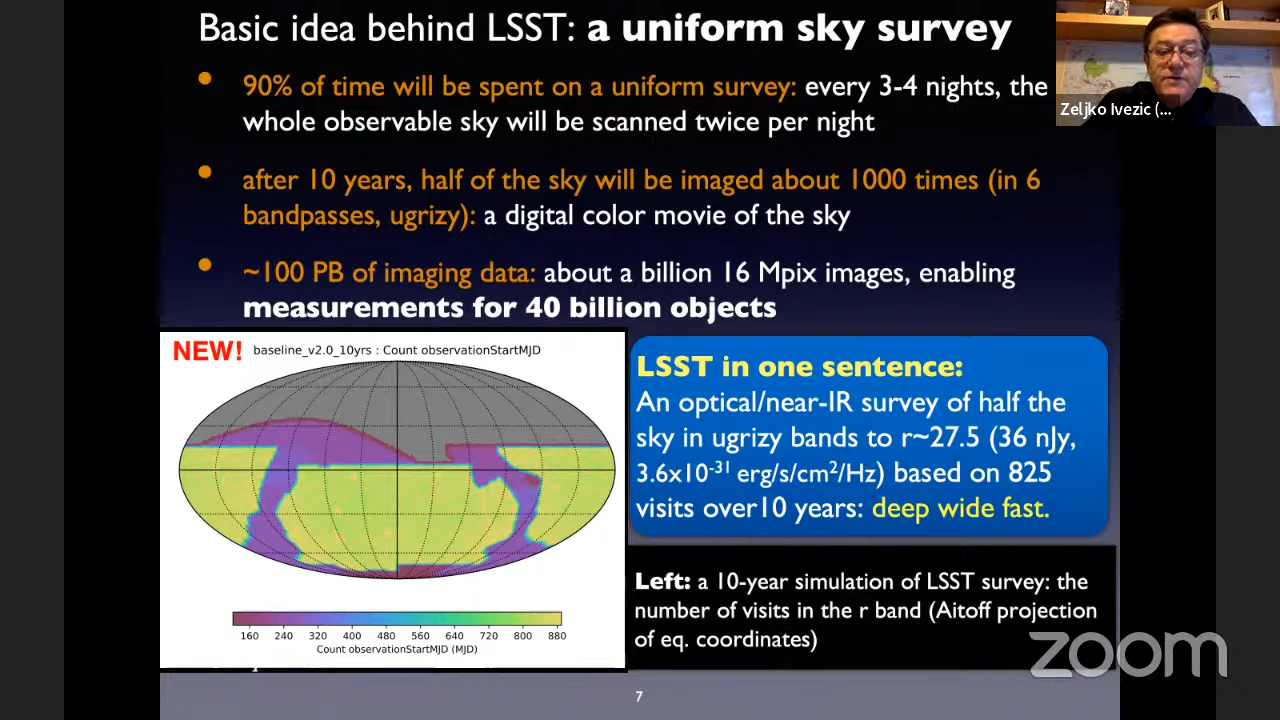 Basic idea behind LSST: a uniform sky survey
• 90% of time will be spent on a uniform survey: every 3-4 nights, the
whole observable sky will be scanned twice per night
• after 10 years, half of the sky will be imaged about 1000 times (in 6
bandpasses, ugrizy): a digital color movie of the sky
• ~100 PB of imaging data: about a billion 16 Mpix images, enabling
measurements for 40 billion objects
Zeljko Ivezic (...
NEW! baseline_v2.0_10yrs : Count observationStartMJD
160 240 320 400 480 560 640 720 800 880
Count observationStartMJD (MJD)
LSST in one sentence:
An optical/near-IR survey of half the
sky in ugrizy bands to r~27.5 (36 nJy,
3.6x10⁻³¹ erg/s/cm²/Hz) based on 825
visits over10 years: deep wide fast.
Left: a 10-year simulation of LSST survey: the
number of visits in the r band (Aitoff projection
of eq. coordinates)
zoom
7